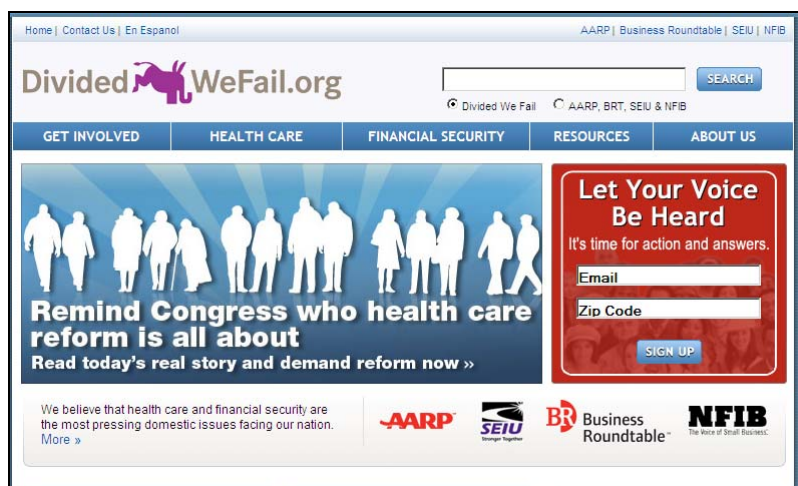 Home | Contact Us | En Espanol
AARP | Business Roundtable | SEIU | NFIB
Divided WeFail.org
SEARCH
Divided We Fail AARP, BRT, SEIU & NFIB
GET INVOLVED HEALTH CARE FINANCIAL SECURITY RESOURCES ABOUT US
Remind Congress who health care
reform is all about
Read today's real story and demand reform now »
Let Your Voice
Be Heard
It's time for action and answers.
Email
Zip Code
SIGN UP
We believe that health care and financial security are
the most pressing domestic issues facing our nation.
More »
AARP
SEIU
Stronger Together
BR Business
Roundtable
NFIB
The Voice of Small Business.